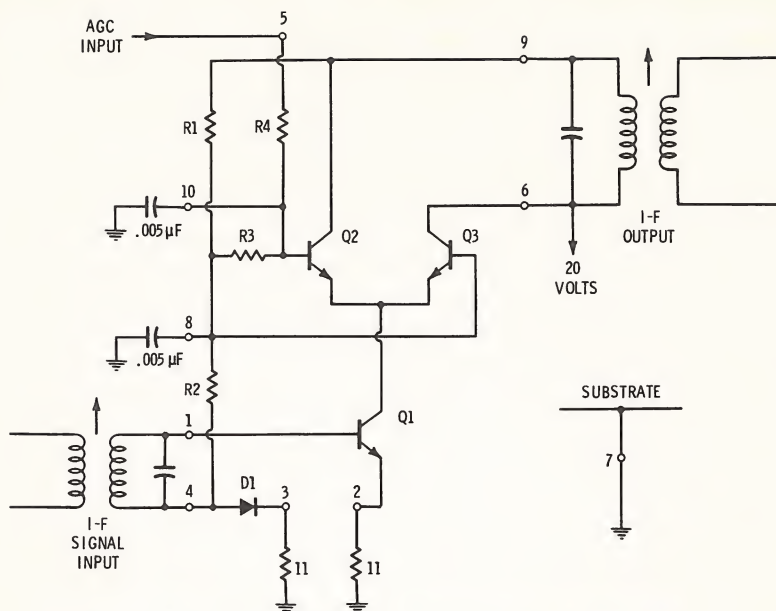 AGC
INPUT
5
9
R1
R4
10
.005 μF
R3
Q2
Q3
6
I-F
OUTPUT
20
VOLTS
8
.005 μF
R2
SUBSTRATE
1
Q1
7
4
D1
3
2
I-F
SIGNAL
INPUT
11
11